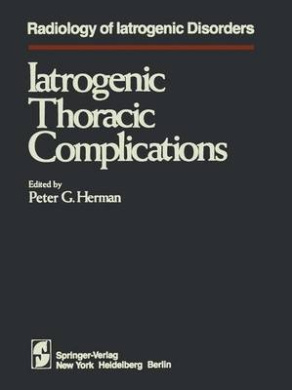 Radiology of Iatrogenic Disorders
Iatrogenic
Thoracic
Complications
Edited by
Peter G. Herman
Springer-Verlag
New York Heidelberg Berlin